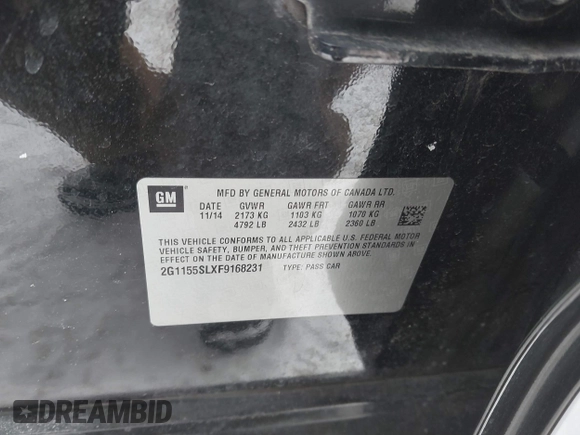 GM ®
MFD BY GENERAL MOTORS OF CANADA LTD.
DATE GVWR GAWR FRT GAWR RR
11/14 2173 KG 1103 KG 1070 KG
4792 LB 2432 LB 2360 LB
THIS VEHICLE CONFORMS TO ALL APPLICABLE U.S. FEDERAL MOTOR
VEHICLE SAFETY, BUMPER, AND THEFT PREVENTION STANDARDS IN
EFFECT ON THE DATE OF MANUFACTURE SHOWN ABOVE.
2G1155SLXF9168231 TYPE: PASS CAR
DREAMBID